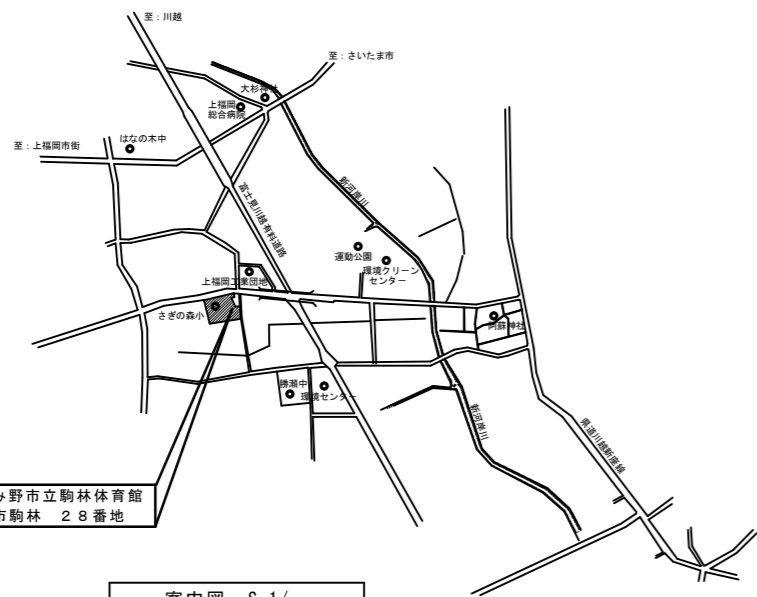 至：川越
至：さいたま市
大杉神社
上福岡
総合病院
はなの木中
至：上福岡市街
新河岸川
富士見川越有料道路
運動公園
環境クリーン
センター
上福岡工業団地
さぎの森小
阿蘇神社
勝瀬中
環境センター
新河岸川
県道川越新座線
み野市立駒林体育館
市駒林　２８番地
案内図　S=1/